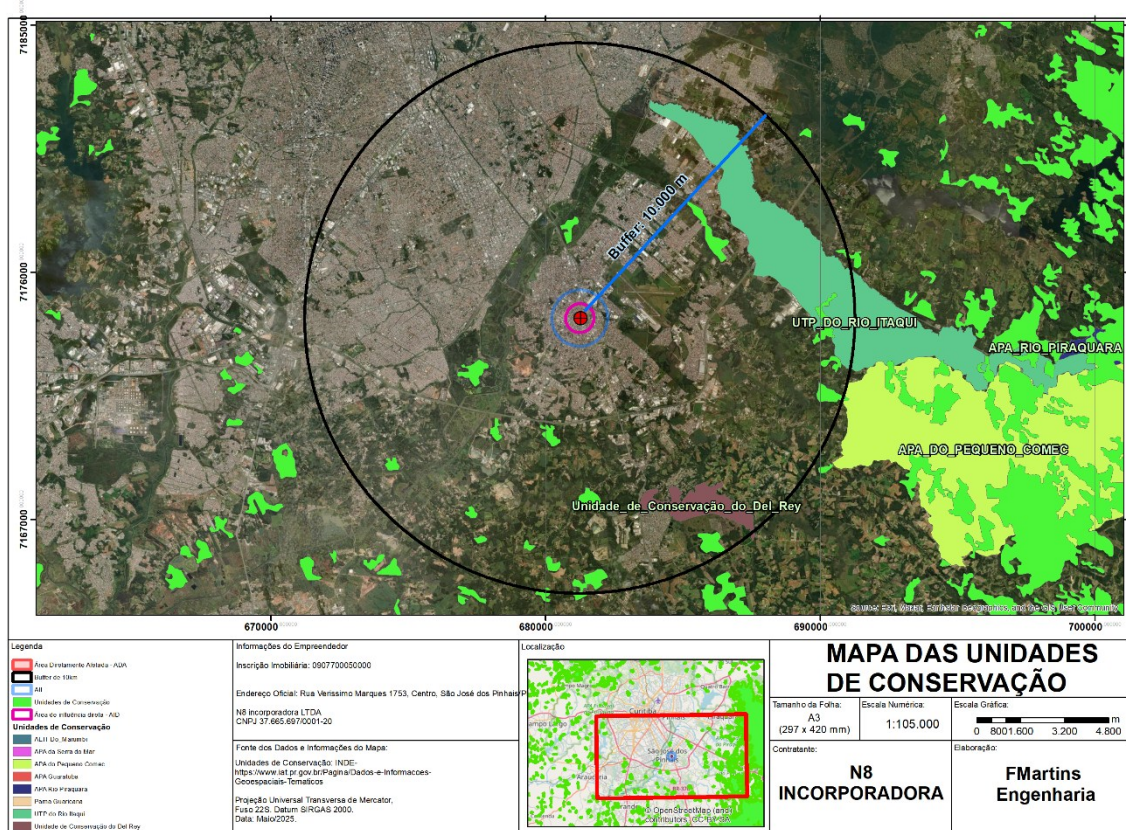 7185000
7176000
7167000
Buffer: 10.000 m
UTP_DO_RIO_ITAQUI
APA_RIO_PIRAQUARA
APA_DO_PEQUENO_COMEC
Unidade_de_Conservação_do_Del_Rey
670000
680000
690000
700000
Legenda
Área Diretamente Afetada - ADA
Buffer de 10km
AII
Unidades de Conservação
Área de influência direta - AID
Unidades de Conservação
APA da Serra do Mar
APA do Pequeno Comec
APA Guaratuba
APA Rio Piraquara
UTP do Rio Itaqui
Unidade de Conservação do Del Rey
Informações do Empreendedor
Inscrição Imobiliária: 0907700050000
Endereço Oficial: Rua Verissimo Marques 1753, Centro, São José dos Pinhais/P
N8 incorporadora LTDA
CNPJ 37.665.697/0001-20
Fonte dos Dados e Informações do Mapa:
Unidades de Conservação: INDE-
https://www.iat.pr.gov.br/Pagina/Dados-e-Informacoes-
Geoespaciais-Tematicos
Projeção Universal Transversa de Mercator,
Fuso 22S, Datum SIRGAS 2000.
Data: Maio/2025.
Localização
Curitiba
São José dos
Pinhais
© OpenStreetMap (and)
contributors, CC-BY-SA
MAPA DAS UNIDADES
DE CONSERVAÇÃO
Tamanho da Folha:
A3
(297 x 420 mm)
Escala Numérica:
1:105.000
Escala Gráfica:
m
0 800 1.600 3.200 4.800
Contratante:
N8
INCORPORADORA
Elaboração:
FMartins
Engenharia